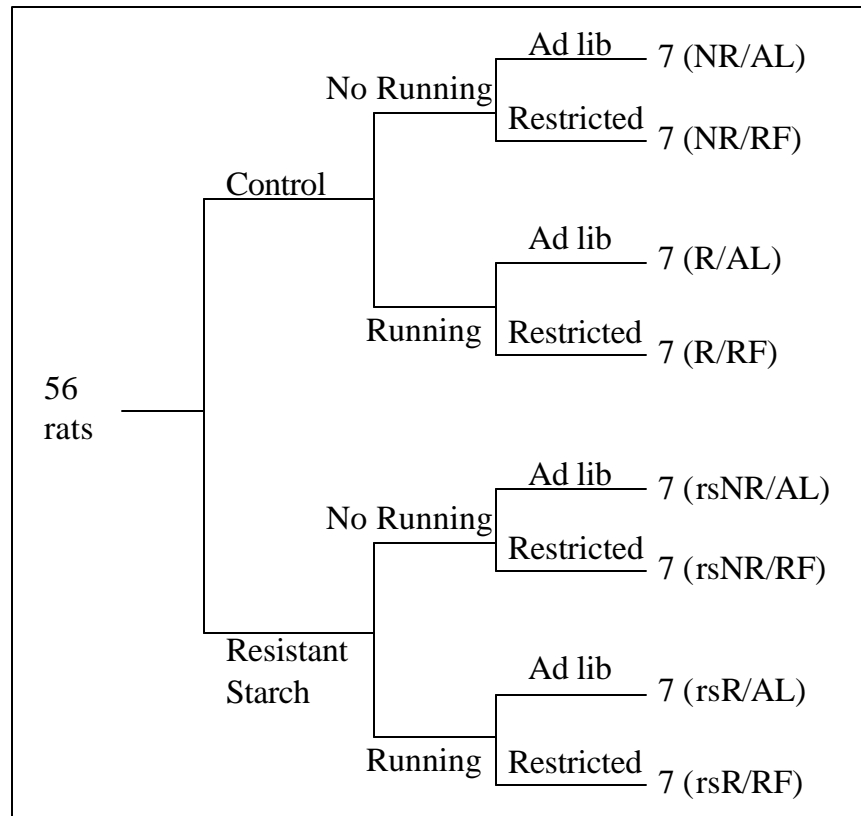 Ad lib
7 (NR/AL)
No Running
Restricted
7 (NR/RF)
Control
Ad lib
7 (R/AL)
Running
Restricted
7 (R/RF)
56
rats
Ad lib
7 (rsNR/AL)
No Running
Restricted
7 (rsNR/RF)
Resistant
Starch
Ad lib
7 (rsR/AL)
Running
Restricted
7 (rsR/RF)